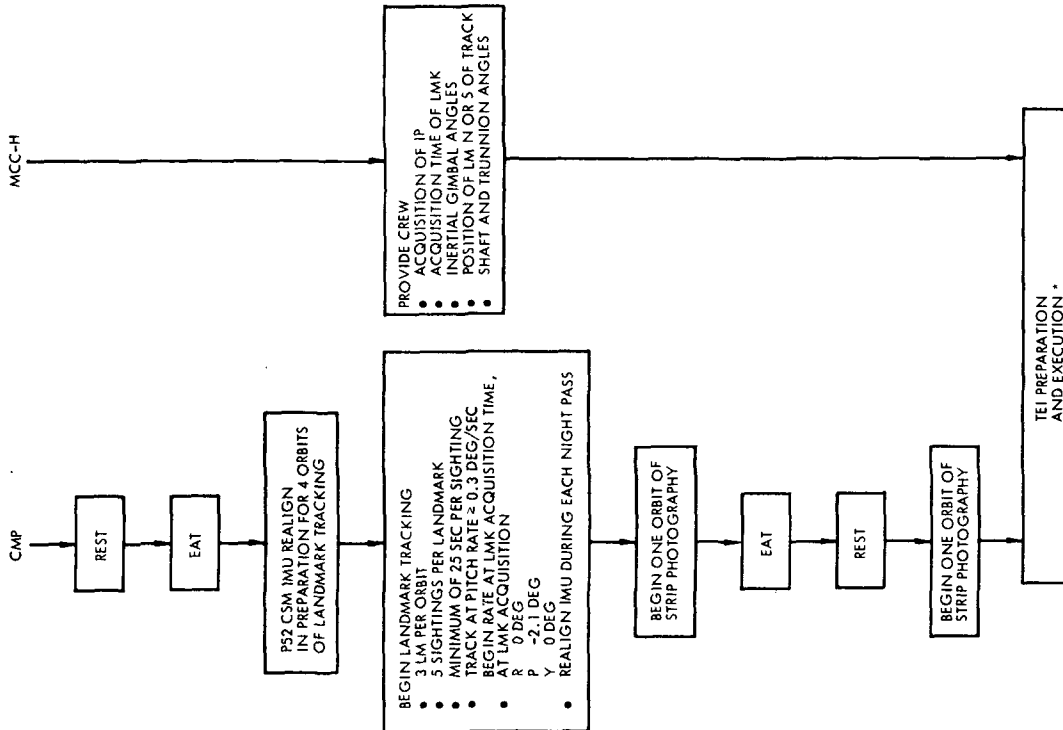 CMP
REST
EAT
P52 CSM IMU REALIGN
IN PREPARATION FOR 4 ORBITS
OF LANDMARK TRACKING
BEGIN LANDMARK TRACKING
• 3 LM PER ORBIT
• 5 SIGHTINGS PER LANDMARK
• MINIMUM OF 25 SEC PER SIGHTING
• TRACK AT PITCH RATE ≥ 0.3 DEG/SEC
BEGIN RATE AT LMK ACQUISITION TIME,
• AT LMK ACQUISITION
R 0 DEG
P -2.1 DEG
Y 0 DEG
• REALIGN IMU DURING EACH NIGHT PASS
BEGIN ONE ORBIT OF
STRIP PHOTOGRAPHY
EAT
REST
BEGIN ONE ORBIT OF
STRIP PHOTOGRAPHY
MCC-H
PROVIDE CREW
• ACQUISITION OF IP
• ACQUISITION TIME OF LMK
• INERTIAL GIMBAL ANGLES
• POSITION OF LM N OR S OF TRACK
• SHAFT AND TRUNNION ANGLES
TEI PREPARATION
AND EXECUTION *